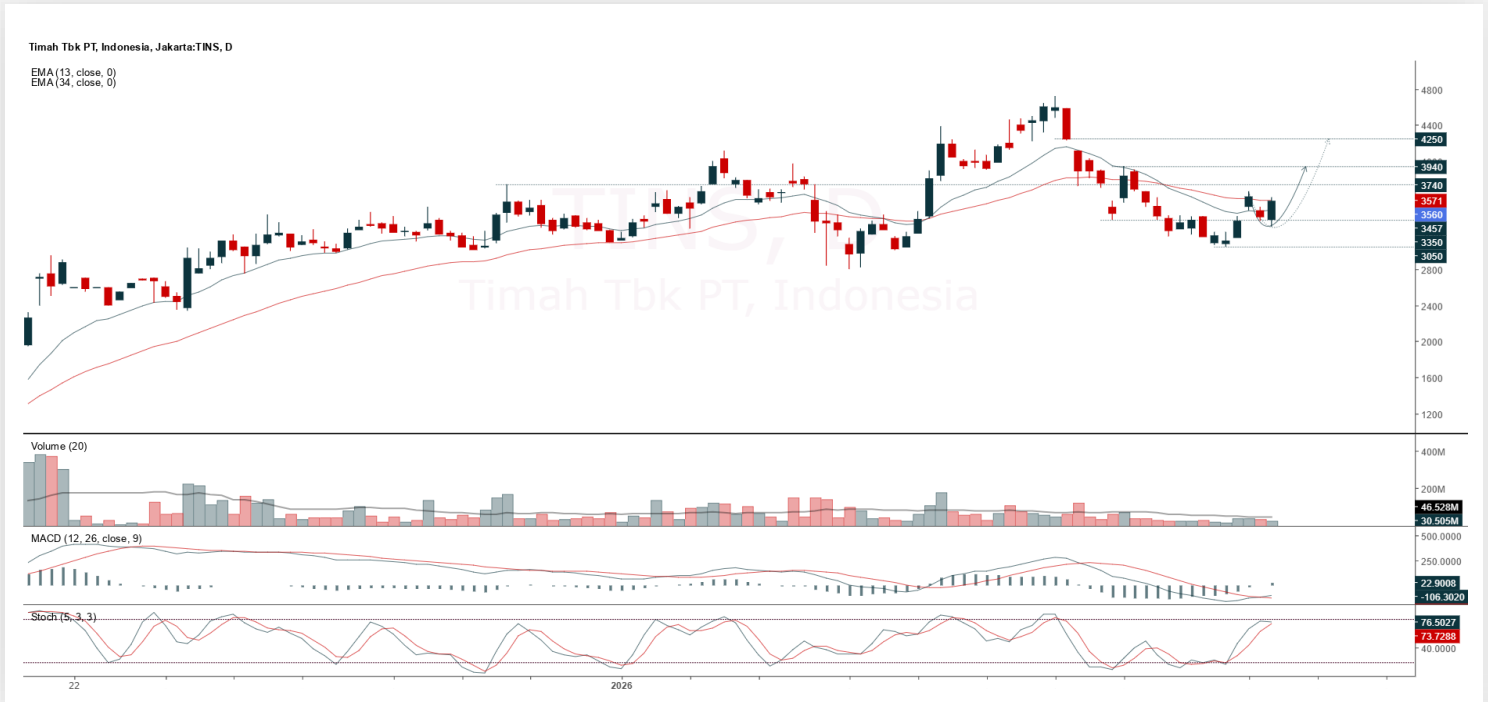 Timah Tbk PT, Indonesia, Jakarta:TINS, D
EMA (13, close, 0)
EMA (34, close, 0)
TINS, D
Timah Tbk PT, Indonesia
4800
4400
4250
3940
3740
3571
3560
3457
3350
3050
2800
2400
2000
1600
1200
Volume (20)
400M
200M
46.528M
30.505M
MACD (12, 26, close, 9)
500.0000
250.0000
22.9008
-106.3020
Stoch (5, 3, 3)
76.5027
73.7288
40.0000
22
2026